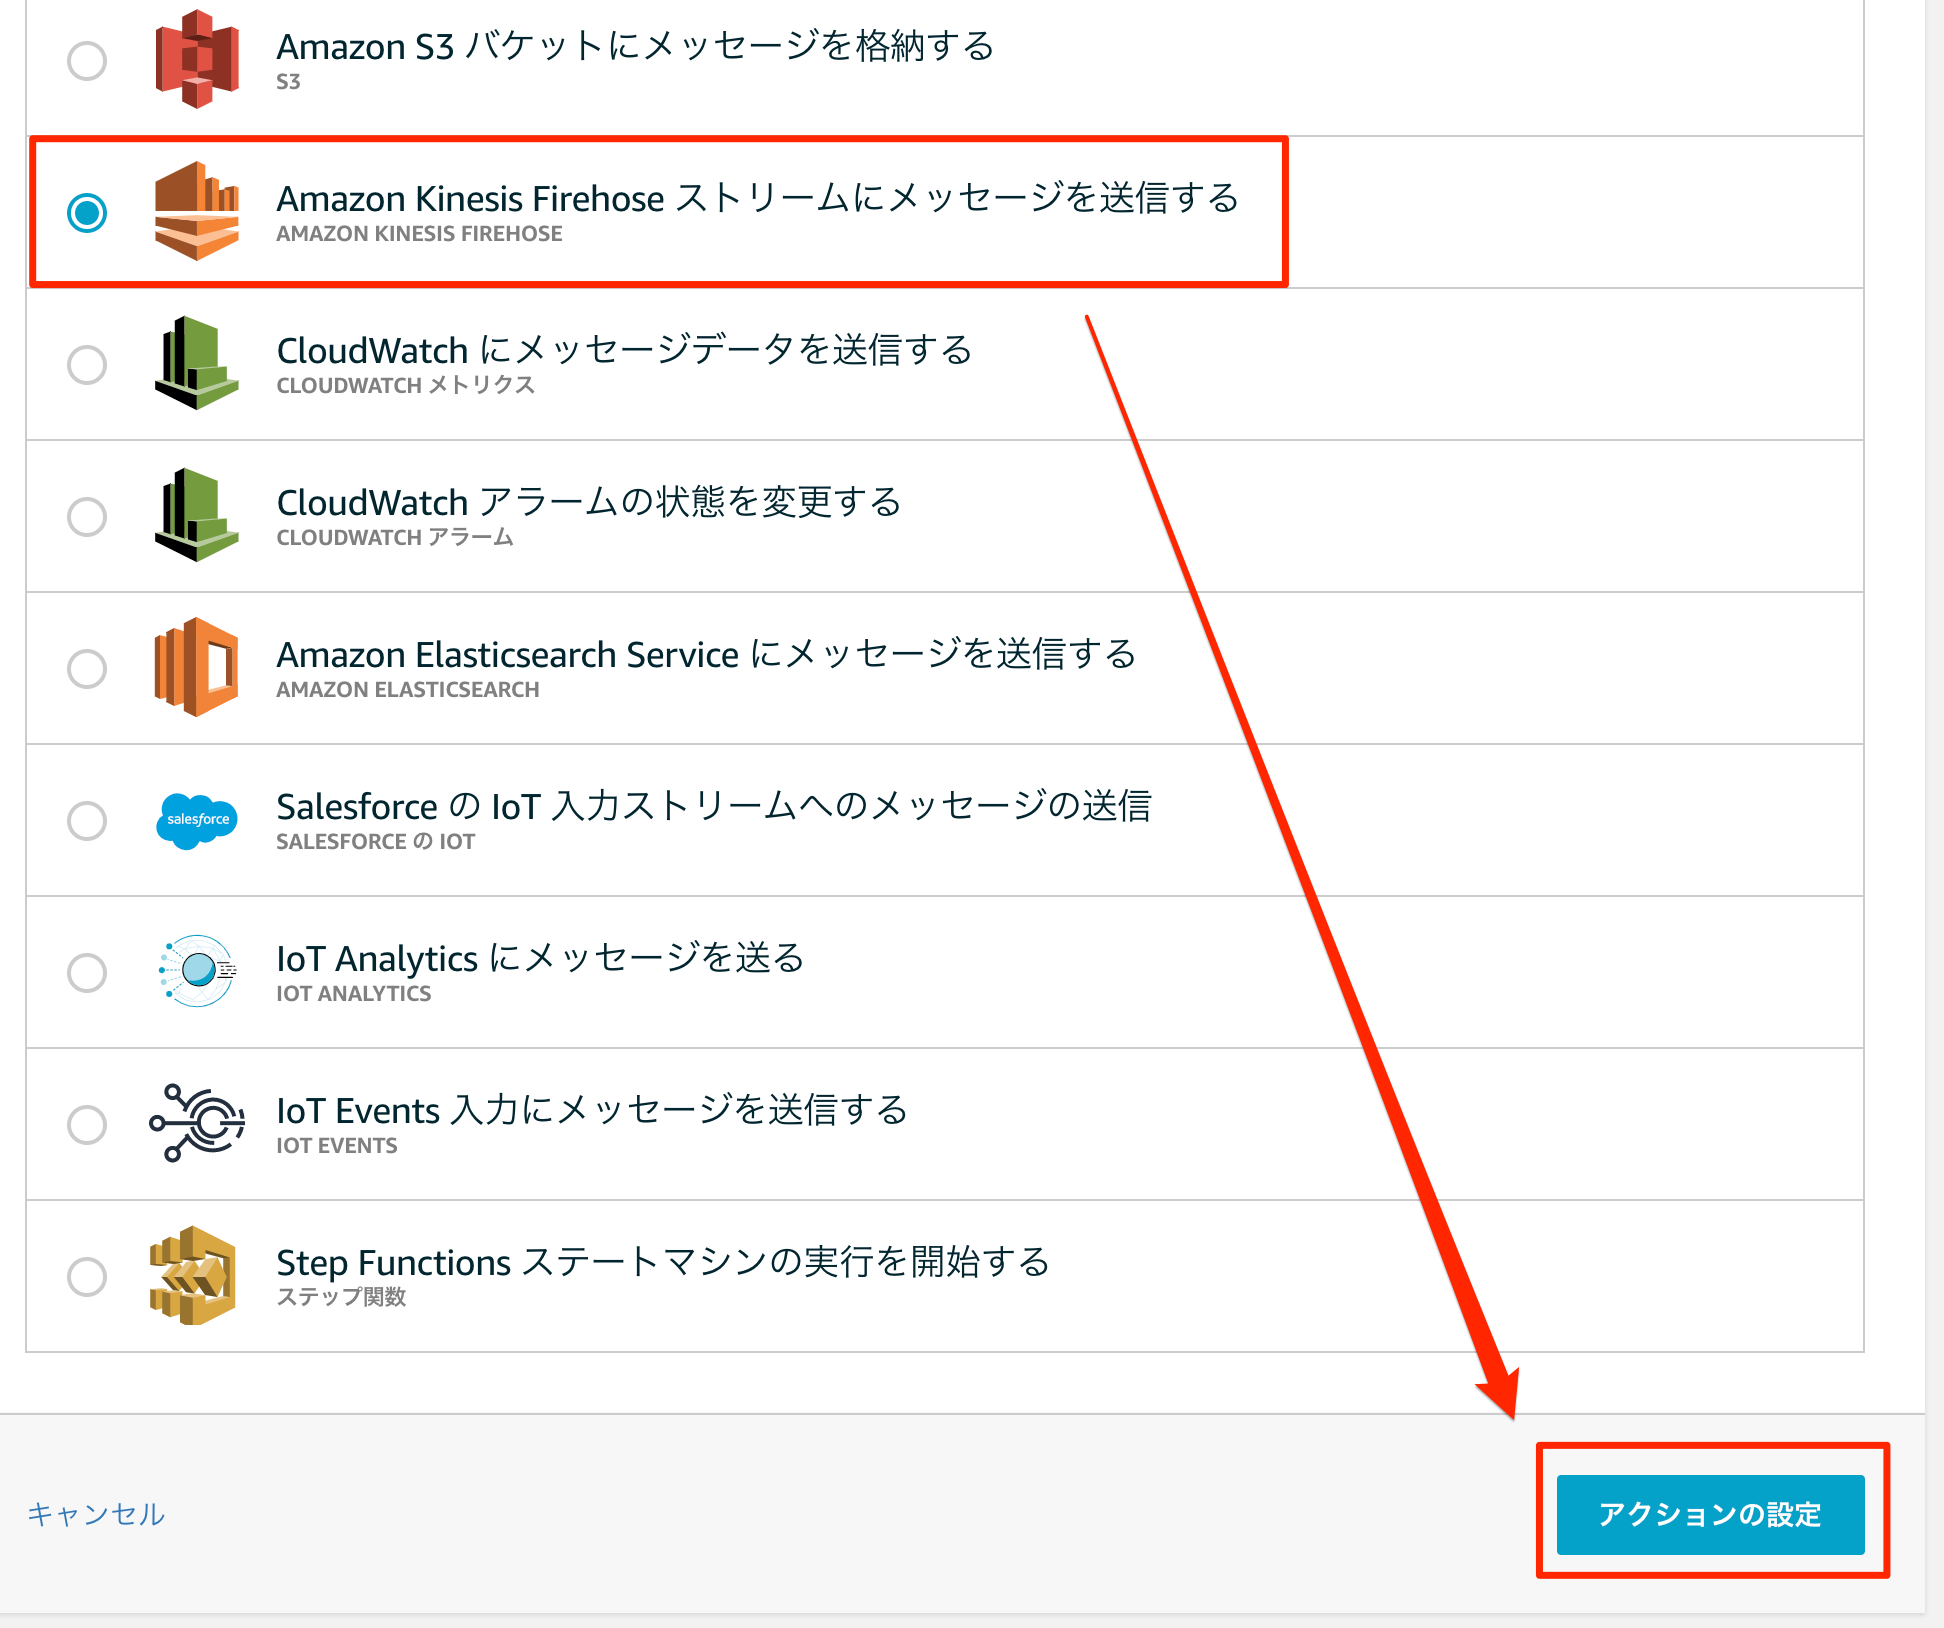 Amazon S3 バケットにメッセージを格納する
S3
Amazon Kinesis Firehose ストリームにメッセージを送信する
AMAZON KINESIS FIREHOSE
CloudWatch にメッセージデータを送信する
CLOUDWATCH メトリクス
CloudWatch アラームの状態を変更する
CLOUDWATCH アラーム
Amazon Elasticsearch Service にメッセージを送信する
AMAZON ELASTICSEARCH
salesforce
Salesforce の IoT 入力ストリームへのメッセージの送信
SALESFORCE の IOT
IoT Analytics にメッセージを送る
IOT ANALYTICS
IoT Events 入力にメッセージを送信する
IOT EVENTS
Step Functions ステートマシンの実行を開始する
ステップ関数
キャンセル
アクションの設定